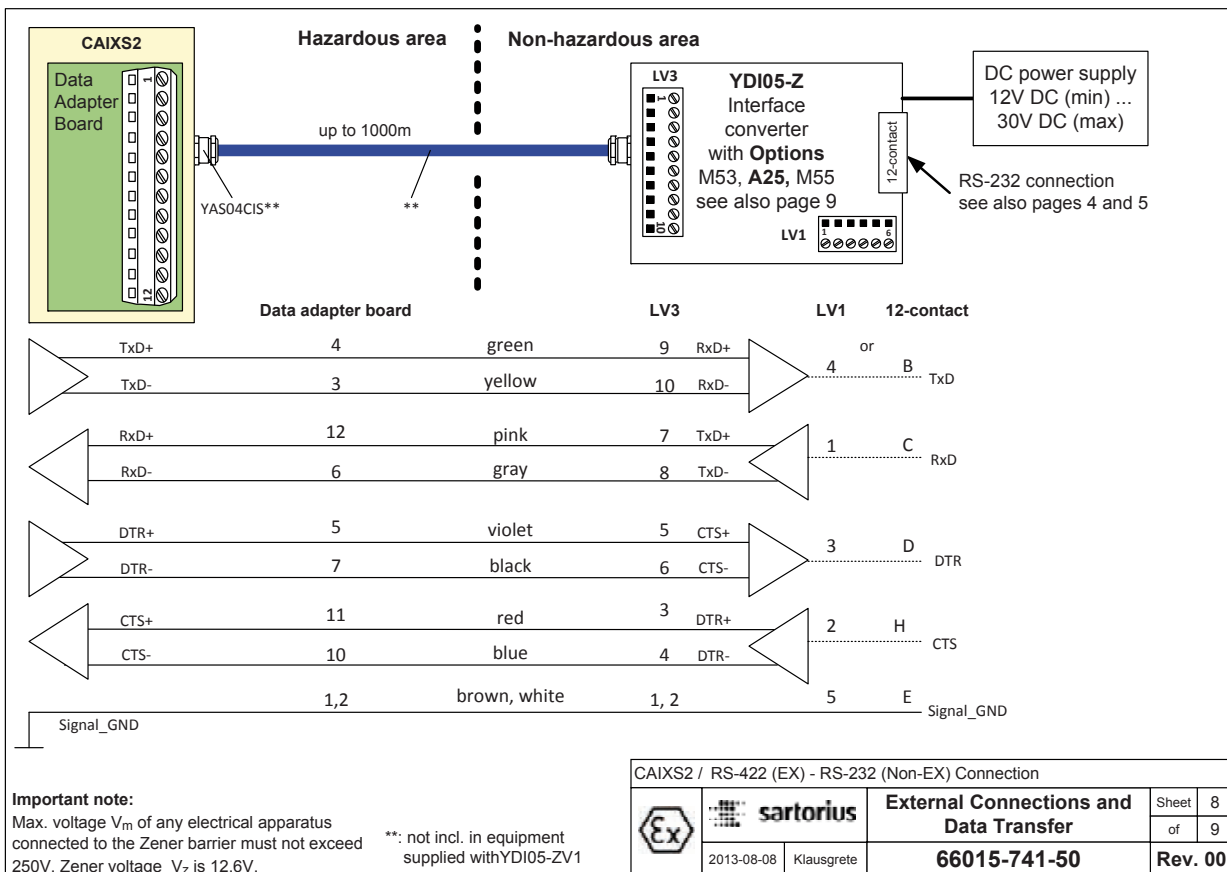 CAIXS2
Hazardous area
Non-hazardous area
Data
Adapter
Board
1
12
up to 1000m
YAS04CIS**
**
LV3
1
10
YDI05-Z
Interface
converter
with Options
M53, A25, M55
see also page 9
12-contact
LV1
1
6
DC power supply
12V DC (min) ...
30V DC (max)
RS-232 connection
see also pages 4 and 5
Data adapter board
LV3
LV1
12-contact
TxD+ 4 green 9 RxD+
or
TxD- 3 yellow 10 RxD-
4 B TxD
RxD+ 12 pink 7 TxD+
RxD- 6 gray 8 TxD-
1 C RxD
DTR+ 5 violet 5 CTS+
DTR- 7 black 6 CTS-
3 D DTR
CTS+ 11 red 3 DTR+
CTS- 10 blue 4 DTR-
2 H CTS
Signal_GND 1,2 brown, white 1, 2 5 E Signal_GND
Important note:
Max. voltage Vm of any electrical apparatus
connected to the Zener barrier must not exceed
250V. Zener voltage Vz is 12.6V.
**: not incl. in equipment
supplied withYDI05-ZV1
CAIXS2 / RS-422 (EX) - RS-232 (Non-EX) Connection
Ex
sartorius
2013-08-08 Klausgrete
External Connections and
Data Transfer
66015-741-50
Sheet 8
of 9
Rev. 00